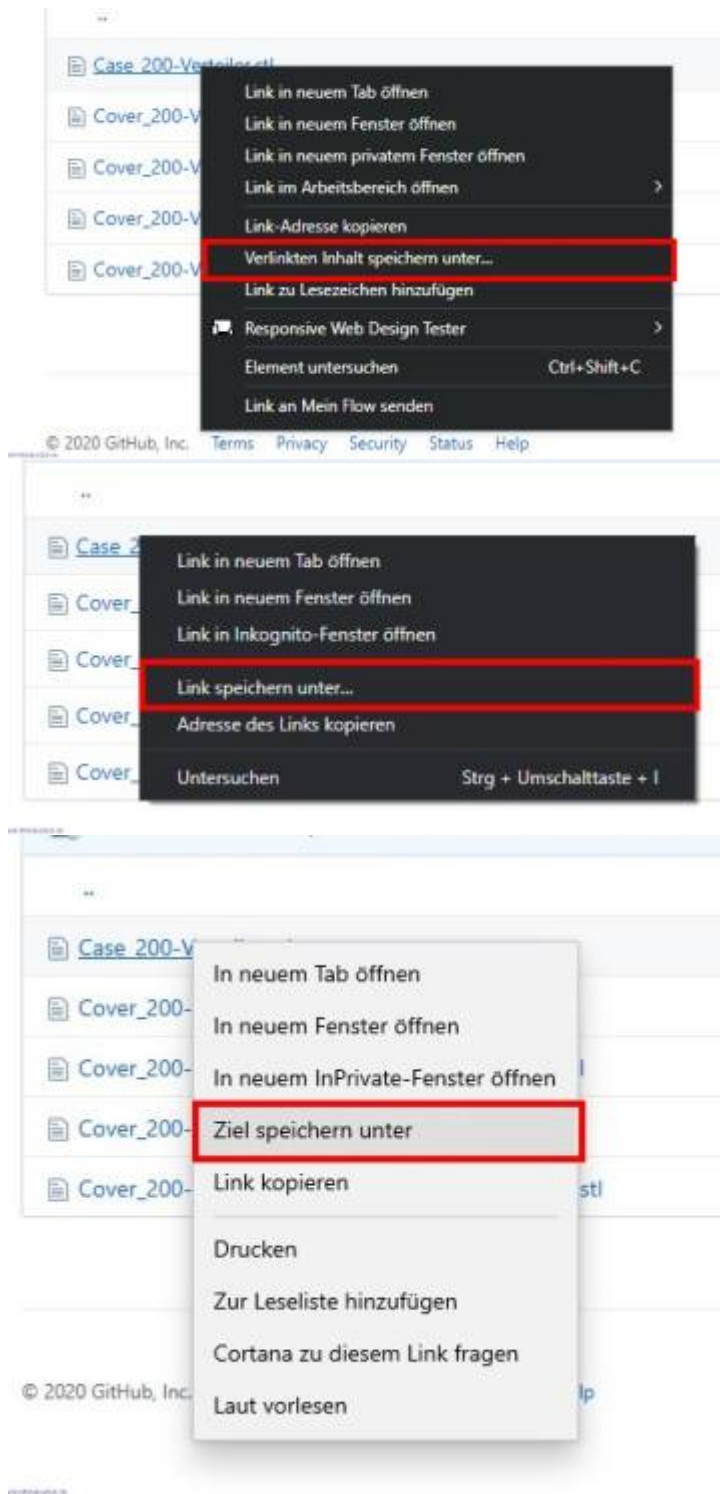 ..
Case_200-Verteiler.stl
Link in neuem Tab öffnen
Cover_200-V
Link in neuem Fenster öffnen
Link in neuem privatem Fenster öffnen
Cover_200-V
Link im Arbeitsbereich öffnen
Cover_200-V
Link-Adresse kopieren
Verlinkten Inhalt speichern unter...
Cover_200-V
Link zu Lesezeichen hinzufügen
Responsive Web Design Tester
Element untersuchen Ctrl+Shift+C
Link an Mein Flow senden
© 2020 GitHub, Inc. Terms Privacy Security Status Help
..
Case_2
Link in neuem Tab öffnen
Cover_
Link in neuem Fenster öffnen
Link in Inkognito-Fenster öffnen
Cover_
Link speichern unter...
Cover_
Adresse des Links kopieren
Cover_
Untersuchen Strg + Umschalttaste + I
..
Case_200-V
In neuem Tab öffnen
Cover_200-
In neuem Fenster öffnen
Cover_200-
In neuem InPrivate-Fenster öffnen l
Cover_200-
Ziel speichern unter
Cover_200- Link kopieren stl
Drucken
Zur Leseliste hinzufügen
Cortana zu diesem Link fragen
© 2020 GitHub, Inc. lp
Laut vorlesen